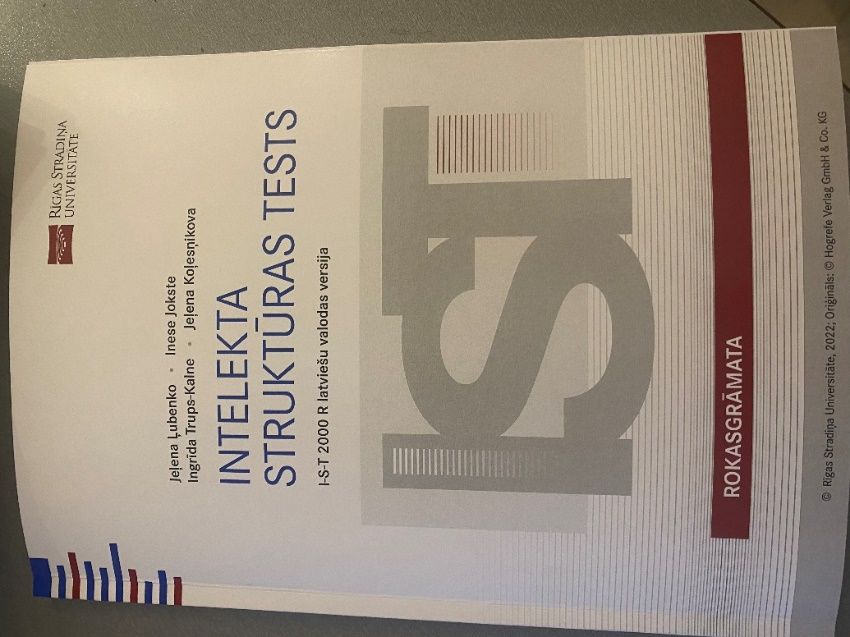 RĪGAS STRADIŅA
UNIVERSITĀTE
Jeļena Ļubenko • Inese Jokste
Ingrīda Trups-Kalne • Jeļena Koļesņikova
INTELEKTA
STRUKTŪRAS TESTS
I-S-T 2000 R latviešu valodas versija
IST
ROKASGRĀMATA
© Rīgas Stradiņa Universitāte, 2022; Oriģināls: © Hogrefe Verlag GmbH & Co. KG